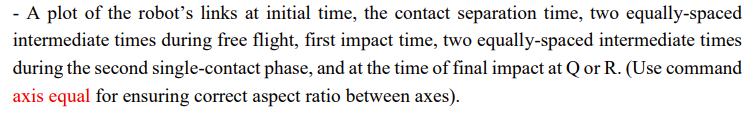 - A plot of the robot’s links at initial time, the contact separation time, two equally-spaced
intermediate times during free flight, first impact time, two equally-spaced intermediate times
during the second single-contact phase, and at the time of final impact at Q or R. (Use command
axis equal for ensuring correct aspect ratio between axes).